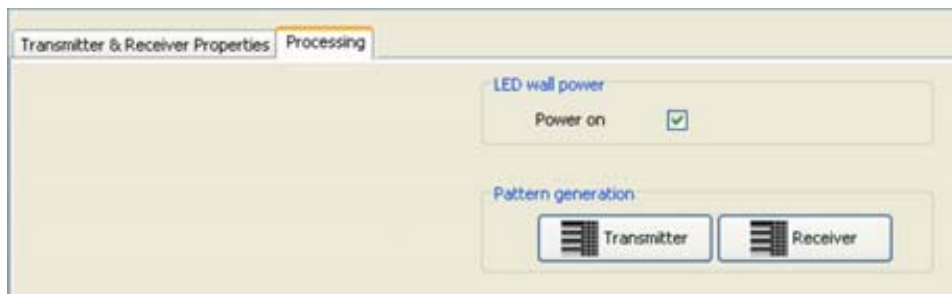 Transmitter & Receiver Properties Processing
LED wall power
Power on
Pattern generation
Transmitter Receiver